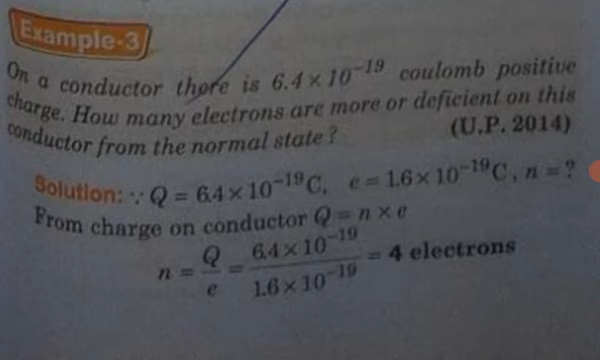 Example-3
On a conductor there is 6.4 × 10⁻¹⁹ coulomb positive
charge. How many electrons are more or deficient on this
conductor from the normal state ? (U.P. 2014)
Solution: ∵ Q = 6.4 × 10⁻¹⁹ C, e = 1.6 × 10⁻¹⁹ C, n = ?
From charge on conductor Q = n × e
n = Q/e = 6.4 × 10⁻¹⁹ / 1.6 × 10⁻¹⁹ = 4 electrons